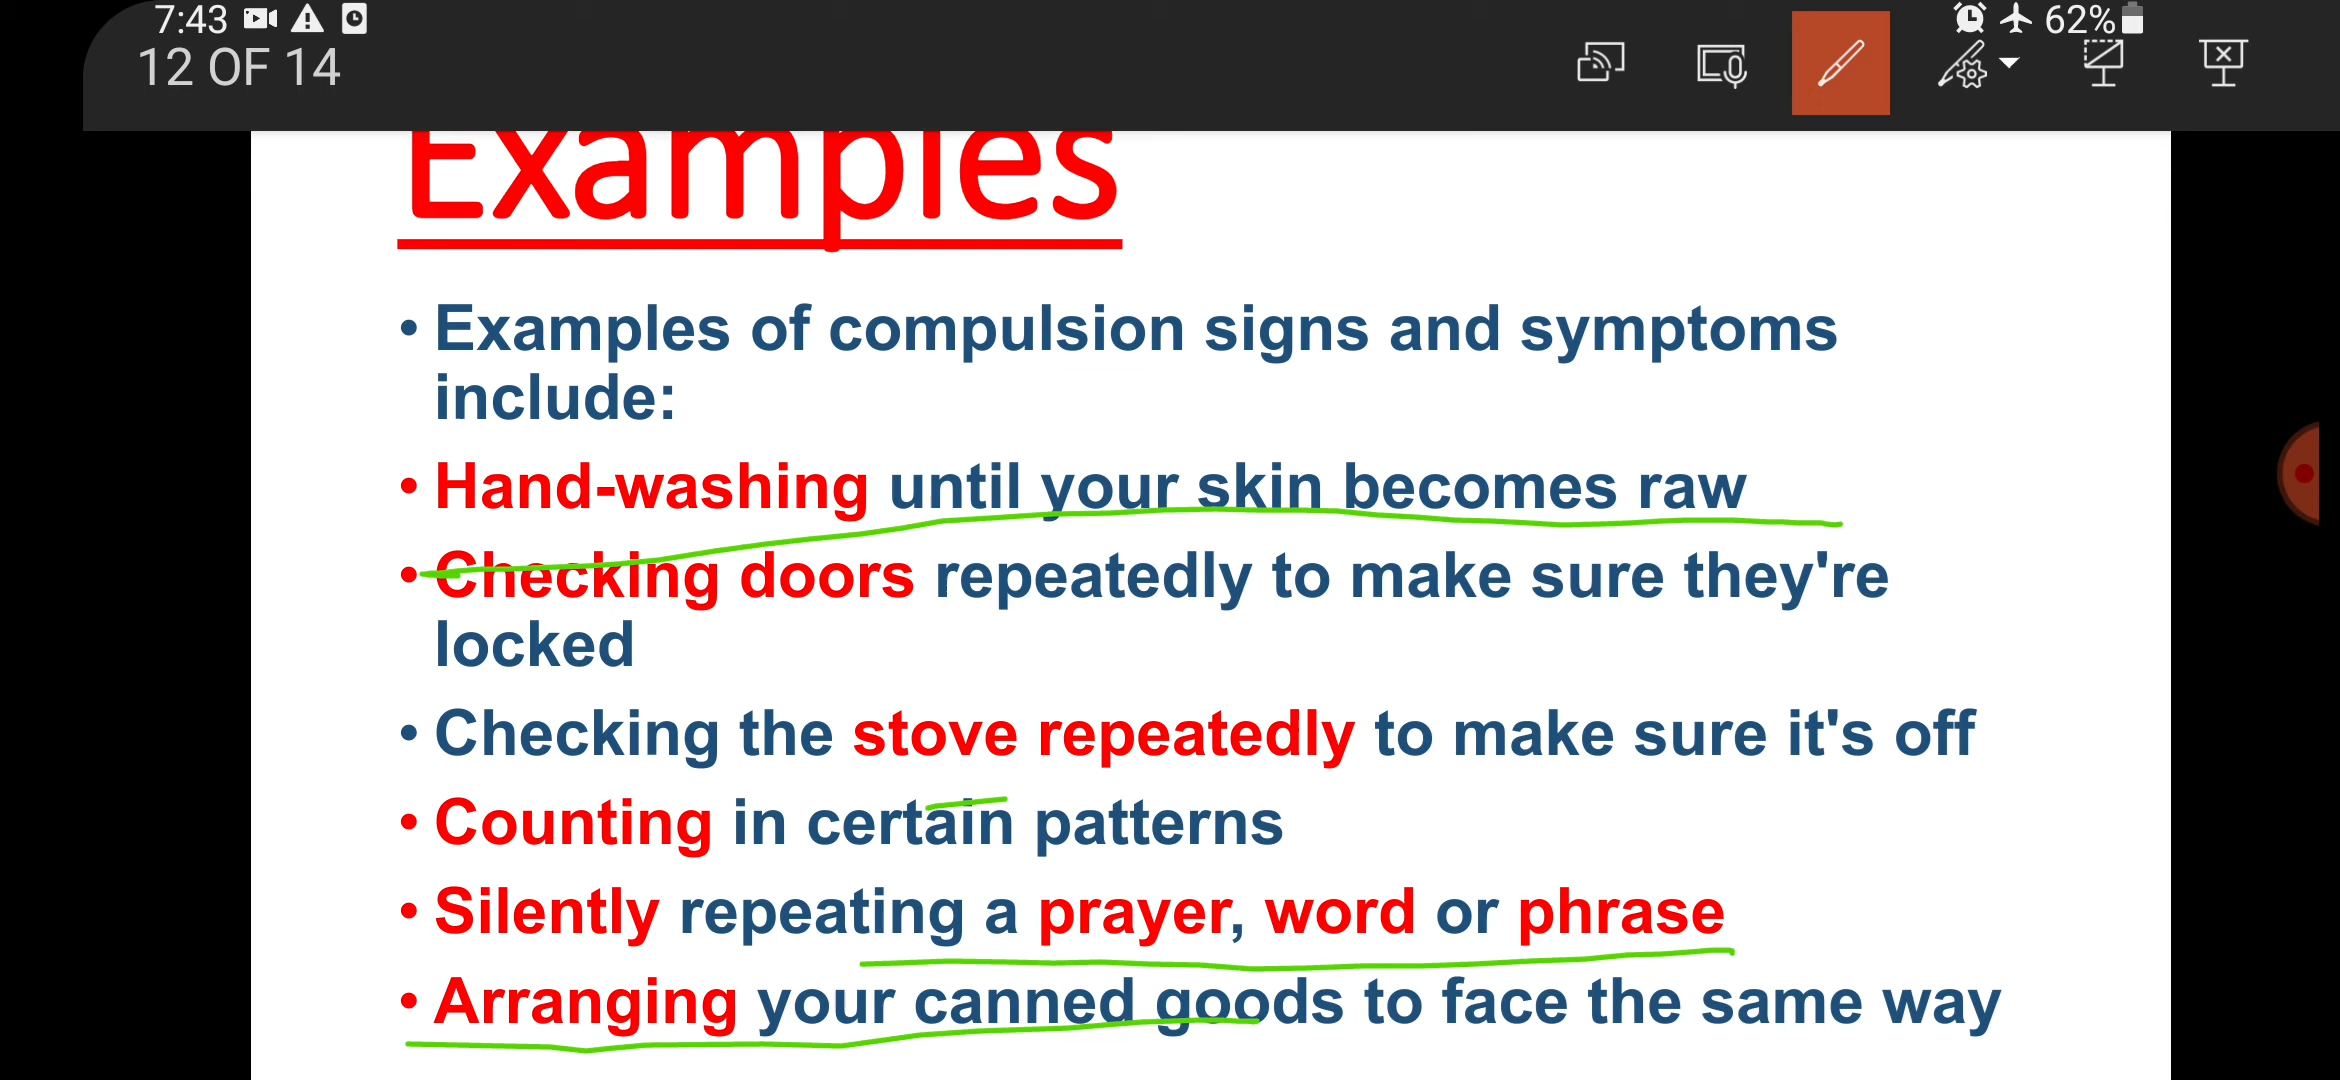 7:43
62%
12 OF 14
Examples
• Examples of compulsion signs and symptoms
include:
• Hand-washing until your skin becomes raw
• Checking doors repeatedly to make sure they're
locked
• Checking the stove repeatedly to make sure it's off
• Counting in certain patterns
• Silently repeating a prayer, word or phrase
• Arranging your canned goods to face the same way